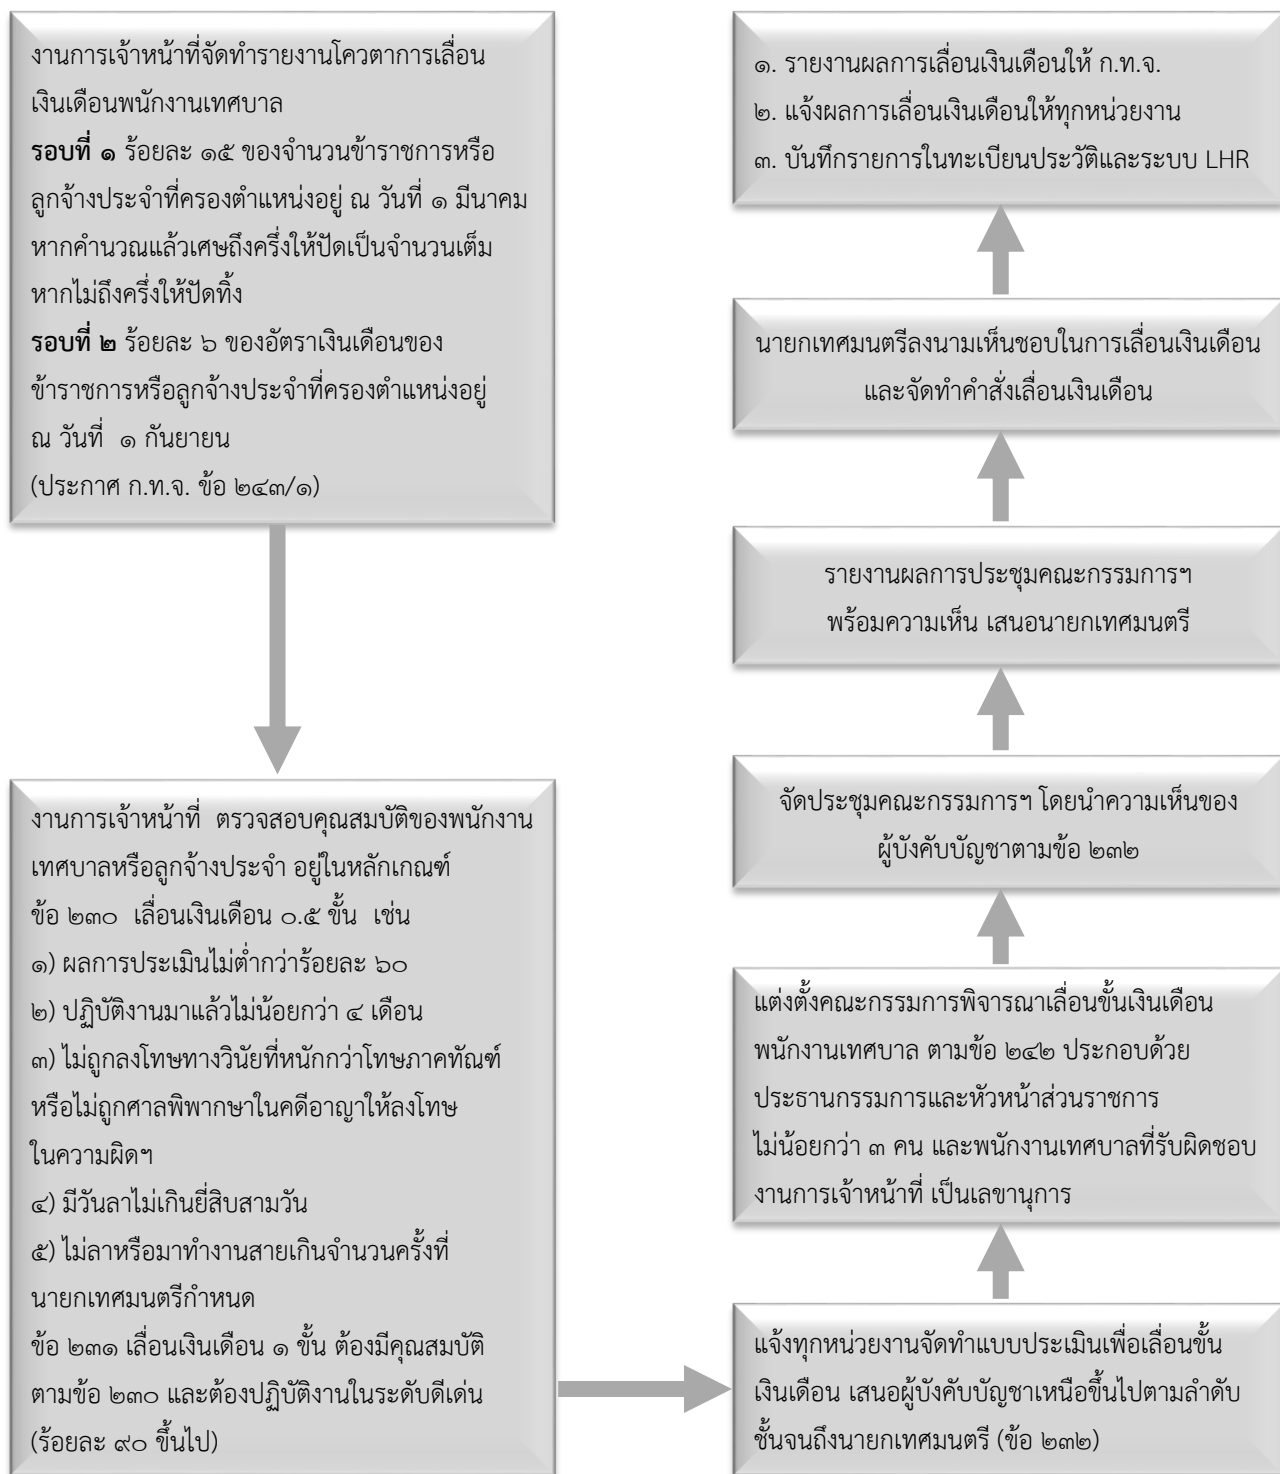 งานการเจ้าหน้าที่จัดทำรายงานโควตาการเลื่อน
เงินเดือนพนักงานเทศบาล
รอบที่ ๑ ร้อยละ ๑๕ ของจำนวนข้าราชการหรือ
ลูกจ้างประจำที่ครองตำแหน่งอยู่ ณ วันที่ ๑ มีนาคม
หากคำนวณแล้วเศษถึงครึ่งให้ปัดเป็นจำนวนเต็ม
หากไม่ถึงครึ่งให้ปัดทิ้ง
รอบที่ ๒ ร้อยละ ๖ ของอัตราเงินเดือนของ
ข้าราชการหรือลูกจ้างประจำที่ครองตำแหน่งอยู่
ณ วันที่ ๑ กันยายน
(ประกาศ ก.ท.จ. ข้อ ๒๔๓/๑)
งานการเจ้าหน้าที่ ตรวจสอบคุณสมบัติของพนักงาน
เทศบาลหรือลูกจ้างประจำ อยู่ในหลักเกณฑ์
ข้อ ๒๓๐ เลื่อนเงินเดือน ๐.๕ ขั้น เช่น
๑) ผลการประเมินไม่ต่ำกว่าร้อยละ ๖๐
๒) ปฏิบัติงานมาแล้วไม่น้อยกว่า ๔ เดือน
๓) ไม่ถูกลงโทษทางวินัยที่หนักกว่าโทษภาคทัณฑ์
หรือไม่ถูกศาลพิพากษาในคดีอาญาให้ลงโทษ
ในความผิดฯ
๔) มีวันลาไม่เกินยี่สิบสามวัน
๕) ไม่ลาหรือมาทำงานสายเกินจำนวนครั้งที่
นายกเทศมนตรีกำหนด
ข้อ ๒๓๑ เลื่อนเงินเดือน ๑ ขั้น ต้องมีคุณสมบัติ
ตามข้อ ๒๓๐ และต้องปฏิบัติงานในระดับดีเด่น
(ร้อยละ ๙๐ ขึ้นไป)
แจ้งทุกหน่วยงานจัดทำแบบประเมินเพื่อเลื่อนขั้น
เงินเดือน เสนอผู้บังคับบัญชาเหนือขึ้นไปตามลำดับ
ชั้นจนถึงนายกเทศมนตรี (ข้อ ๒๓๒)
แต่งตั้งคณะกรรมการพิจารณาเลื่อนขั้นเงินเดือน
พนักงานเทศบาล ตามข้อ ๒๔๒ ประกอบด้วย
ประธานกรรมการและหัวหน้าส่วนราชการ
ไม่น้อยกว่า ๓ คน และพนักงานเทศบาลที่รับผิดชอบ
งานการเจ้าหน้าที่ เป็นเลขานุการ
จัดประชุมคณะกรรมการฯ โดยนำความเห็นของ
ผู้บังคับบัญชาตามข้อ ๒๓๒
รายงานผลการประชุมคณะกรรมการฯ
พร้อมความเห็น เสนอนายกเทศมนตรี
นายกเทศมนตรีลงนามเห็นชอบในการเลื่อนเงินเดือน
และจัดทำคำสั่งเลื่อนเงินเดือน
๑. รายงานผลการเลื่อนเงินเดือนให้ ก.ท.จ.
๒. แจ้งผลการเลื่อนเงินเดือนให้ทุกหน่วยงาน
๓. บันทึกรายการในทะเบียนประวัติและระบบ LHR